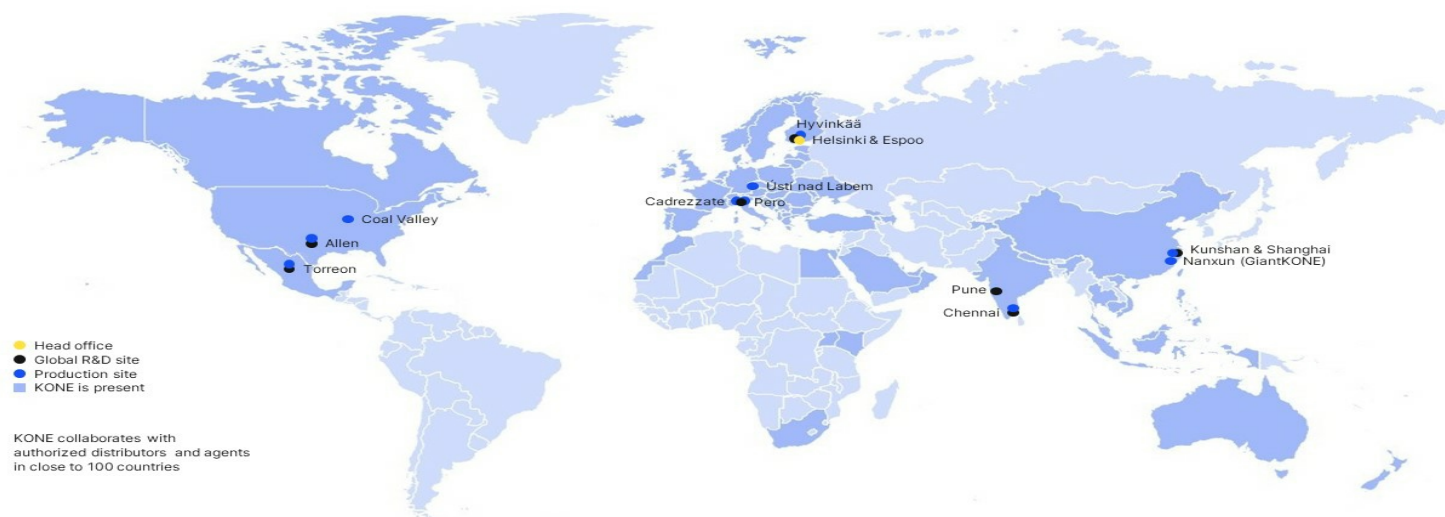 Hyvinkää
Helsinki & Espoo
Ústí nad Labem
Cadrezzate
Pero
Coal Valley
Allen
Torreon
Kunshan & Shanghai
Nanxun (GiantKONE)
Pune
Chennai
Head office
Global R&D site
Production site
KONE is present
KONE collaborates with
authorized distributors and agents
in close to 100 countries